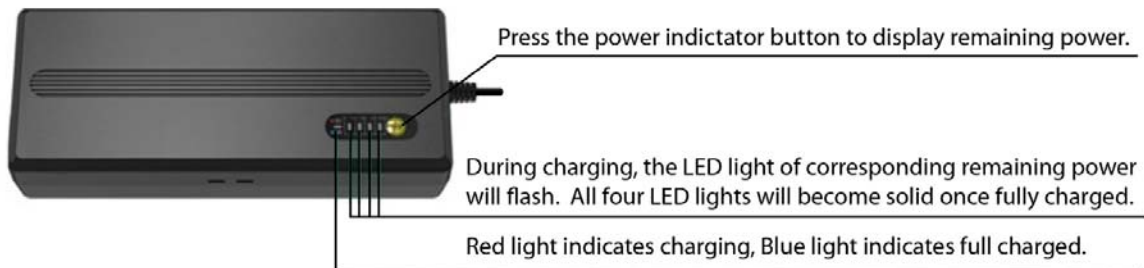 Press the power indictator button to display remaining power.
During charging, the LED light of corresponding remaining power
will flash.  All four LED lights will become solid once fully charged.
Red light indicates charging, Blue light indicates full charged.